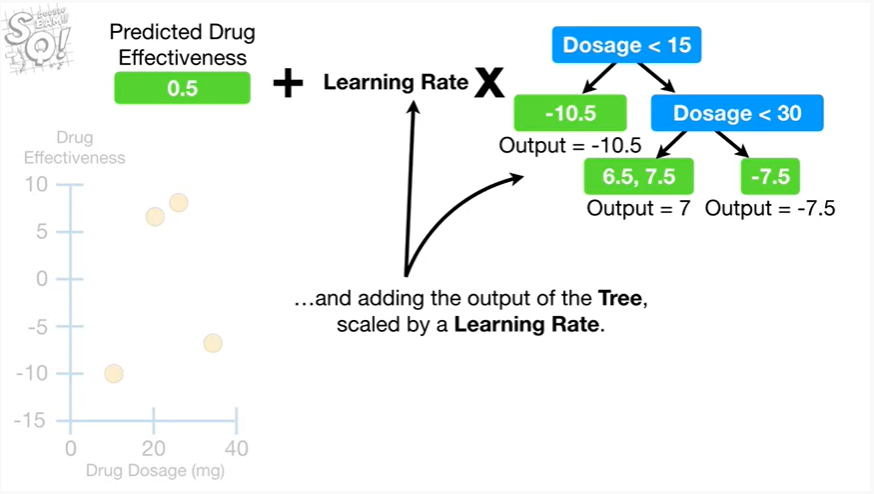 Predicted Drug
Effectiveness
0.5
+ Learning Rate X
Dosage < 15
-10.5
Output = -10.5
Dosage < 30
6.5, 7.5
Output = 7
-7.5
Output = -7.5
…and adding the output of the Tree,
scaled by a Learning Rate.
Drug
Effectiveness
10
5
0
-5
-10
-15
0 20 40
Drug Dosage (mg)